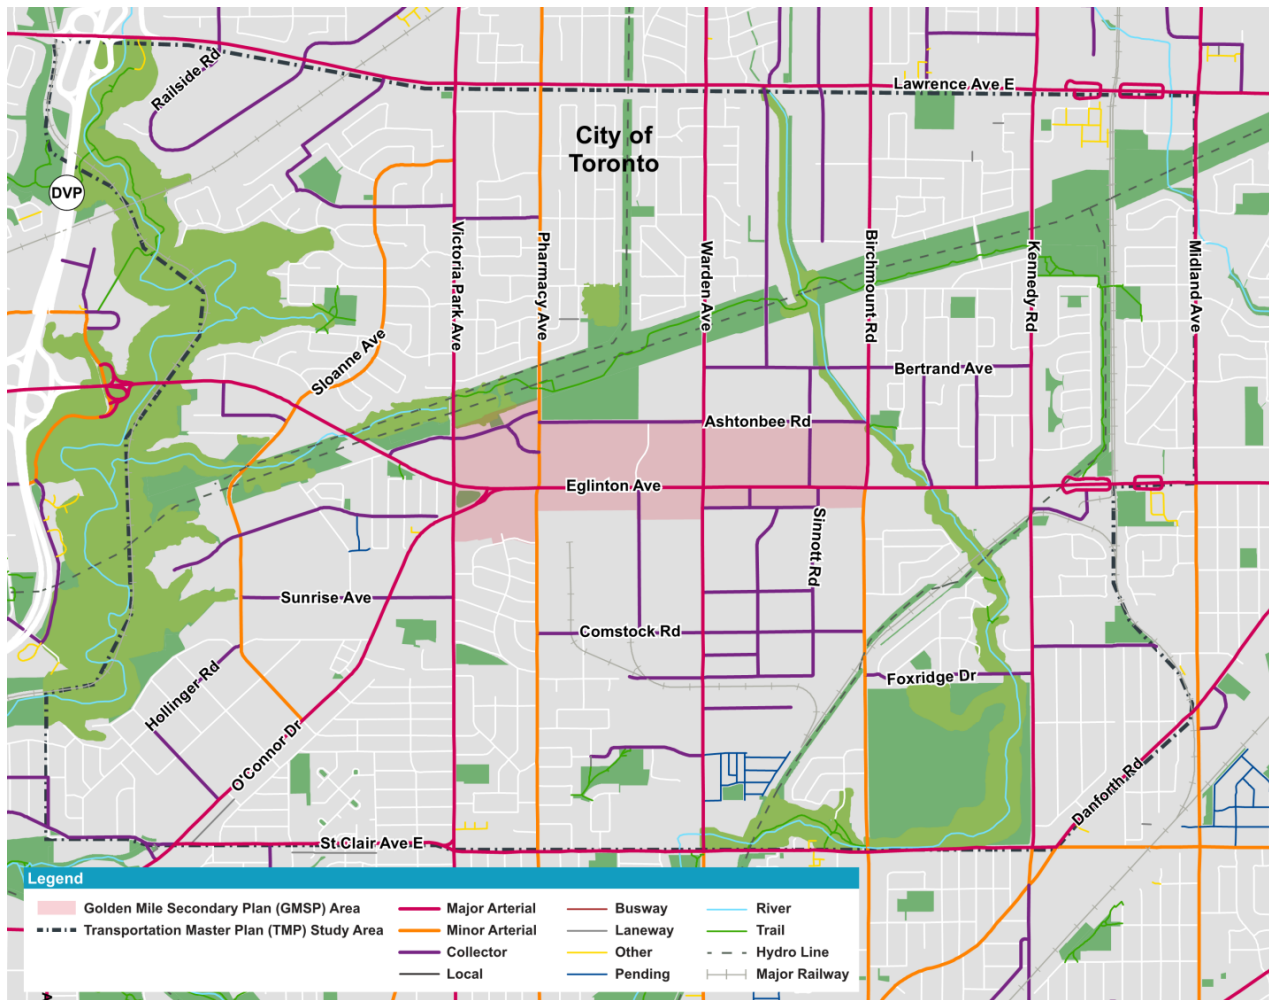 Railside Rd
Lawrence Ave E
City of
Toronto
DVP
Victoria Park Ave
Pharmacy Ave
Warden Ave
Birchmount Rd
Kennedy Rd
Midland Ave
Sloanne Ave
Bertrand Ave
Ashtonbee Rd
Eglinton Ave
Sinnott Rd
Sunrise Ave
Comstock Rd
Hollinger Rd
Foxridge Dr
O'Connor Dr
Danforth Rd
St Clair Ave E
Legend
Golden Mile Secondary Plan (GMSP) Area
Transportation Master Plan (TMP) Study Area
Major Arterial
Minor Arterial
Collector
Local
Busway
Laneway
Other
Pending
River
Trail
Hydro Line
Major Railway